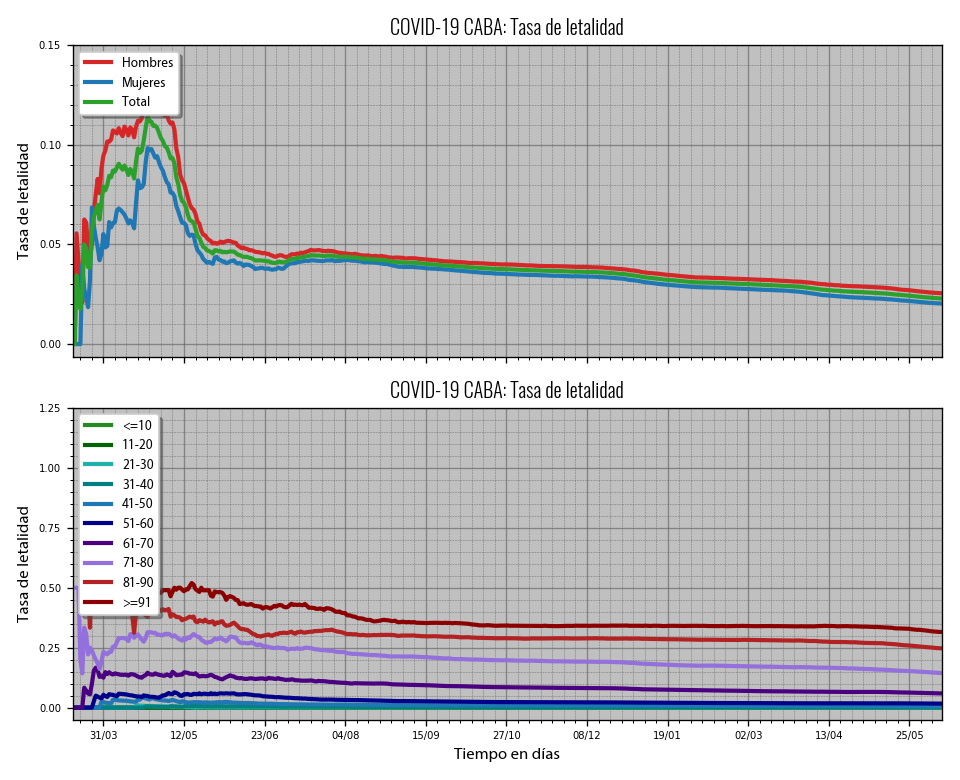 COVID-19 CABA: Tasa de letalidad
0.15
0.10
0.05
0.00
Tasa de letalidad
Hombres
Mujeres
Total
COVID-19 CABA: Tasa de letalidad
1.25
1.00
0.75
0.50
0.25
0.00
Tasa de letalidad
<=10
11-20
21-30
31-40
41-50
51-60
61-70
71-80
81-90
>=91
31/03 12/05 23/06 04/08 15/09 27/10 08/12 19/01 02/03 13/04 25/05
Tiempo en días